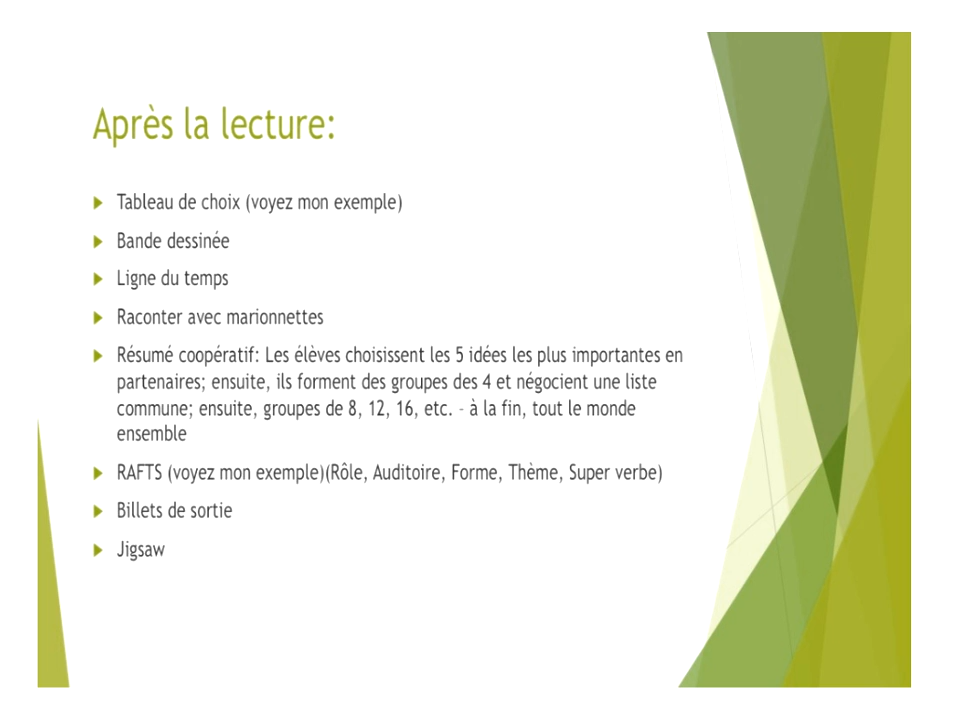 Après la lecture:
Tableau de choix (voyez mon exemple)
Bande dessinée
Ligne du temps
Raconter avec marionnettes
Résumé coopératif: Les élèves choisissent les 5 idées les plus importantes en
partenaires; ensuite, ils forment des groupes des 4 et négocient une liste
commune; ensuite, groupes de 8, 12, 16, etc. - à la fin, tout le monde
ensemble
RAFTS (voyez mon exemple)(Rôle, Auditoire, Forme, Thème, Super verbe)
Billets de sortie
Jigsaw